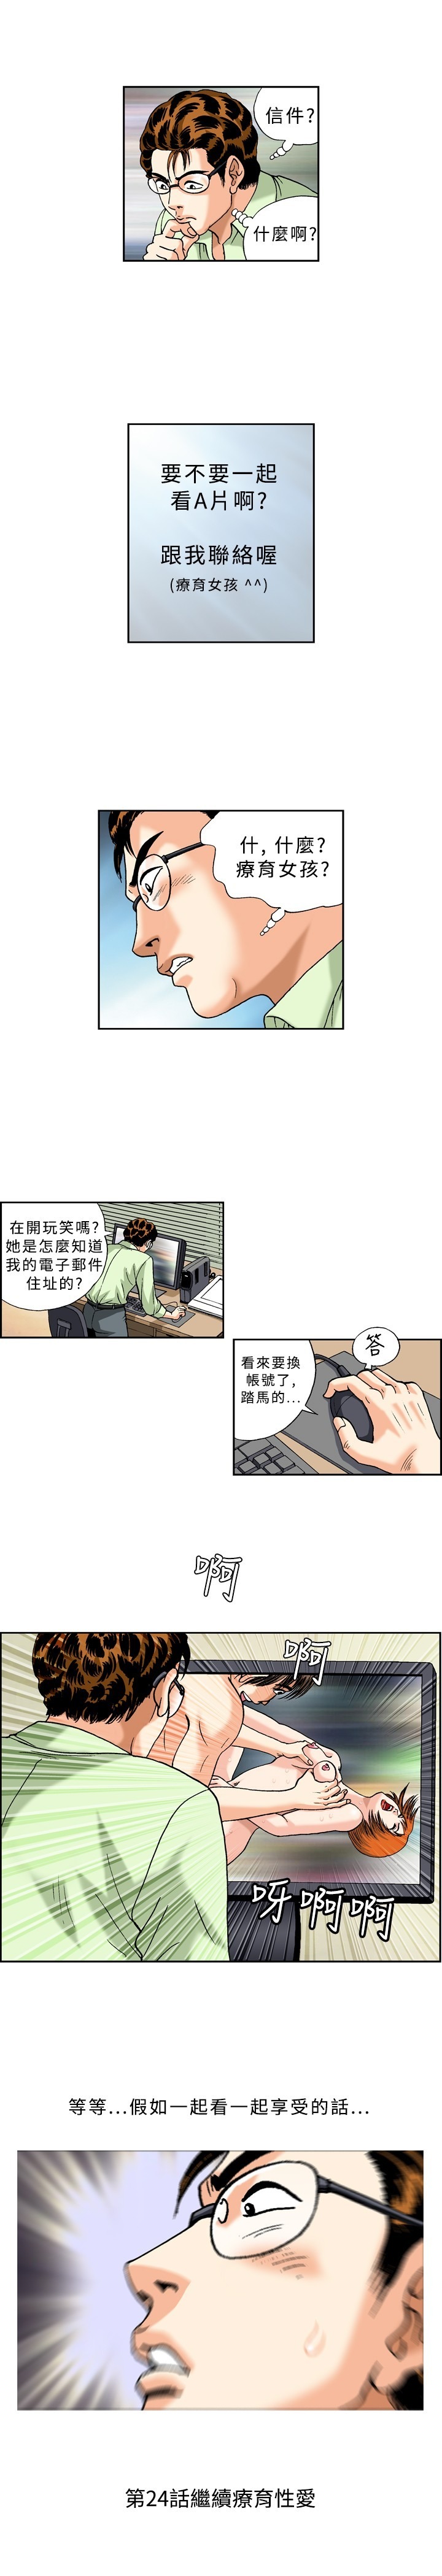 信件?
什麼啊?
要不要一起
看A片啊?
跟我聯絡喔
(療育女孩 ^^)
什, 什麼?
療育女孩?
在開玩笑嗎?
她是怎麼知道
我的電子郵件
住址的?
答
看來要換
帳號了,
踏馬的...
啊
啊
呀啊啊
等等...假如一起看一起享受的話...
第24話繼續療育性愛